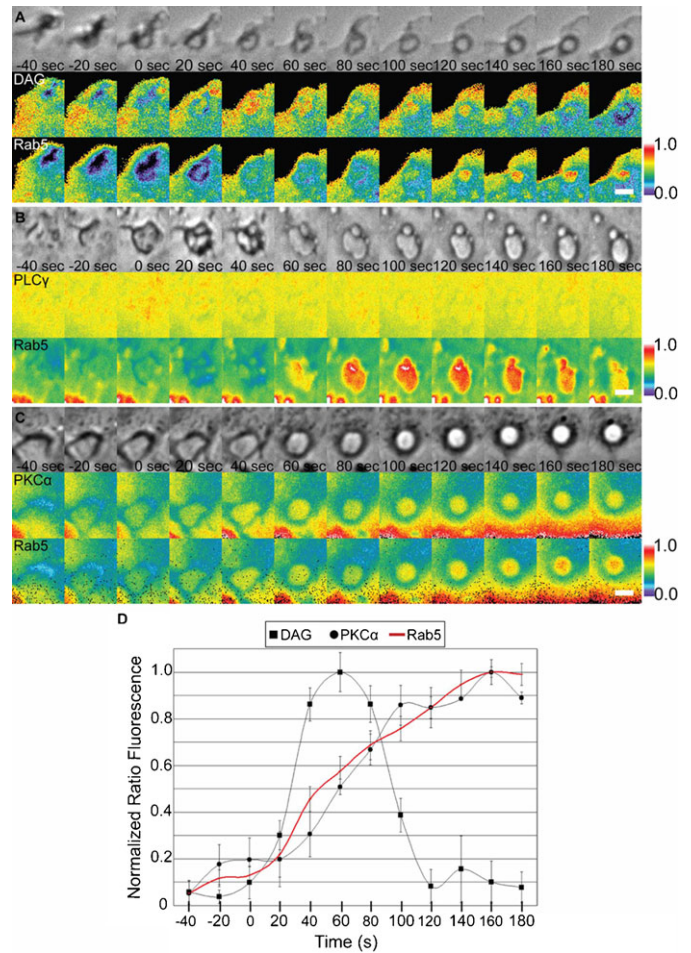 A
-40 sec -20 sec 0 sec 20 sec 40 sec 60 sec 80 sec 100 sec 120 sec 140 sec 160 sec 180 sec
DAG
Rab5
1.0
0.0
B
-40 sec -20 sec 0 sec 20 sec 40 sec 60 sec 80 sec 100 sec 120 sec 140 sec 160 sec 180 sec
PLCγ
Rab5
1.0
0.0
C
-40 sec -20 sec 0 sec 20 sec 40 sec 60 sec 80 sec 100 sec 120 sec 140 sec 160 sec 180 sec
PKCα
Rab5
1.0
0.0
D
DAG PKCα Rab5
Normalized Ratio Fluorescence
1.0
0.8
0.6
0.4
0.2
0
-40 -20 0 20 40 60 80 100 120 140 160 180
Time (s)